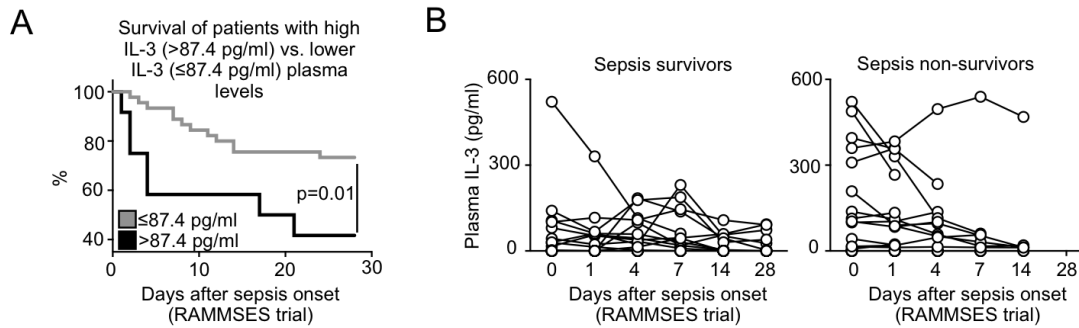 A
Survival of patients with high
IL-3 (>87.4 pg/ml) vs. lower
IL-3 (≤87.4 pg/ml) plasma
levels
100
80
60
40
%
p=0.01
≤87.4 pg/ml
>87.4 pg/ml
0 10 20 30
Days after sepsis onset
(RAMMSES trial)
B
Sepsis survivors
600
300
0
Plasma IL-3 (pg/ml)
0 1 4 7 14 28
Days after sepsis onset
(RAMMSES trial)
Sepsis non-survivors
600
300
0
0 1 4 7 14 28
Days after sepsis onset
(RAMMSES trial)